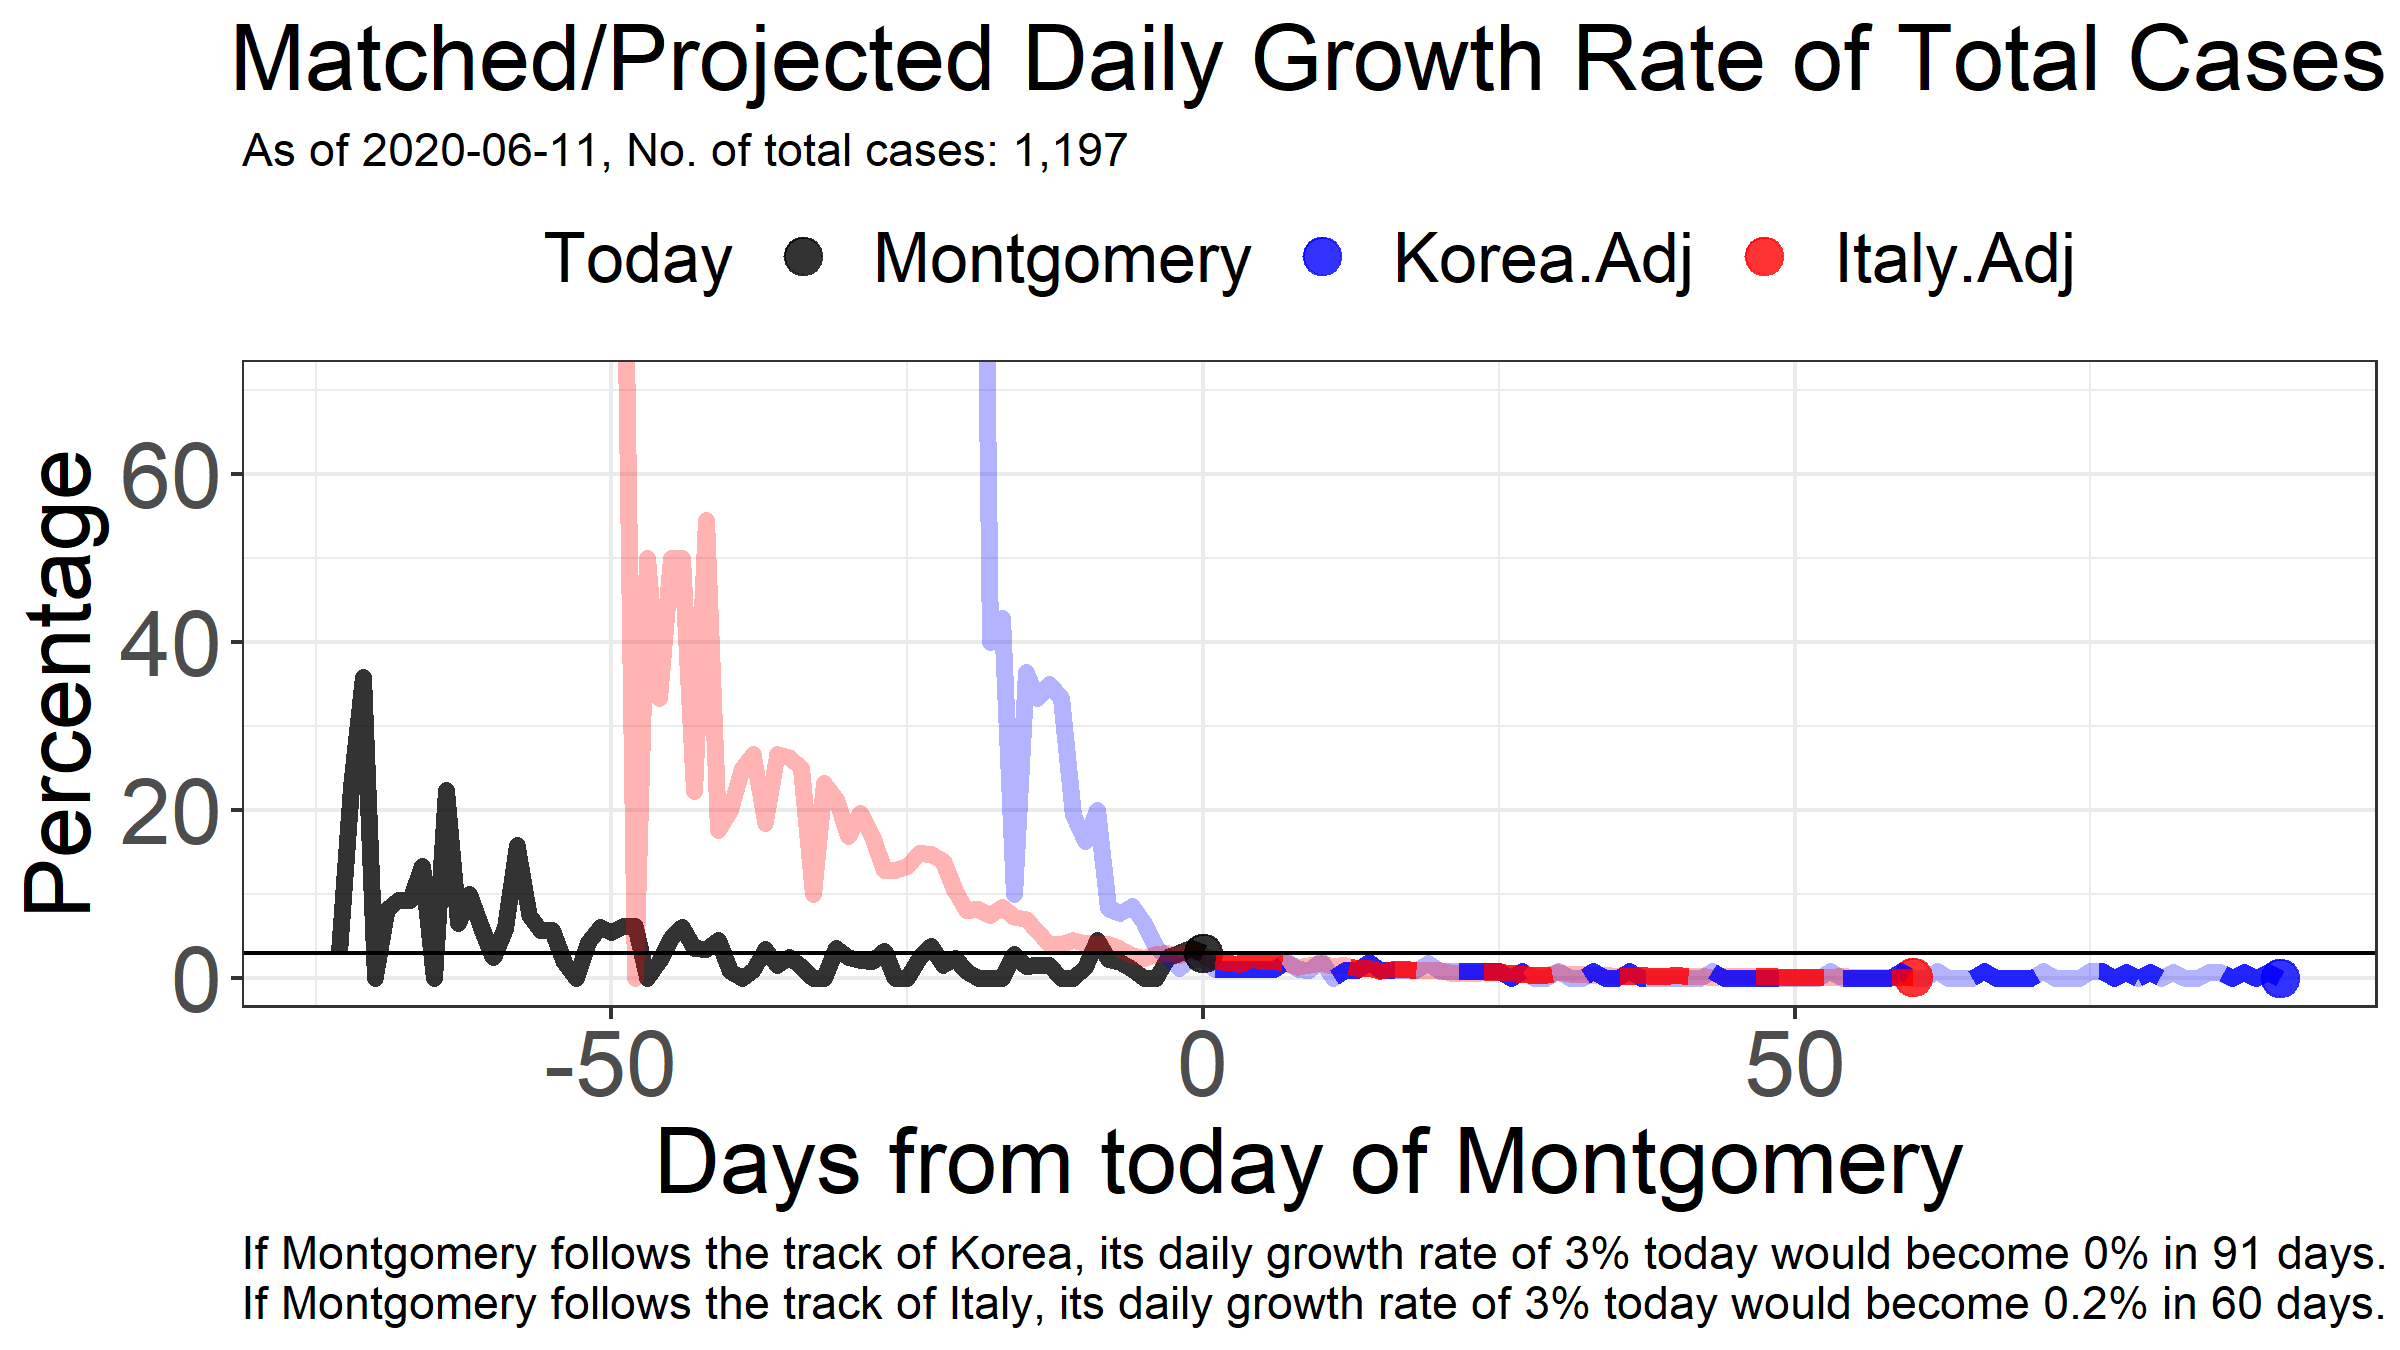 Matched/Projected Daily Growth Rate of Total Cases
As of 2020-06-11, No. of total cases: 1,197
Today Montgomery Korea.Adj Italy.Adj
Percentage
60
40
20
0
-50 0 50
Days from today of Montgomery
If Montgomery follows the track of Korea, its daily growth rate of 3% today would become 0% in 91 days.
If Montgomery follows the track of Italy, its daily growth rate of 3% today would become 0.2% in 60 days.